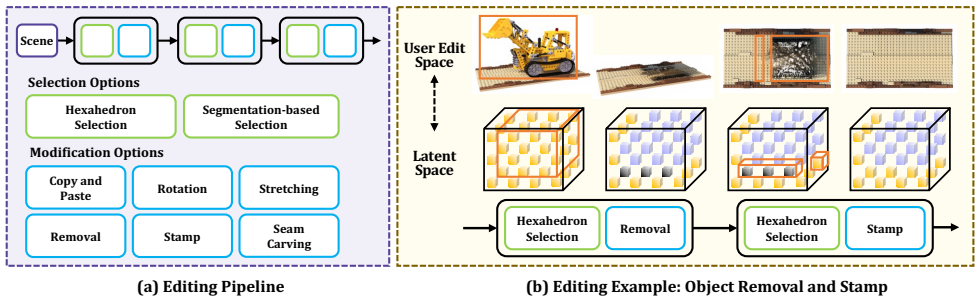 Scene
Selection Options
Hexahedron
Selection
Segmentation-based
Selection
Modification Options
Copy and
Paste
Rotation
Stretching
Removal
Stamp
Seam
Carving
(a) Editing Pipeline
User Edit
Space
Latent
Space
Hexahedron
Selection
Removal
Hexahedron
Selection
Stamp
(b) Editing Example: Object Removal and Stamp